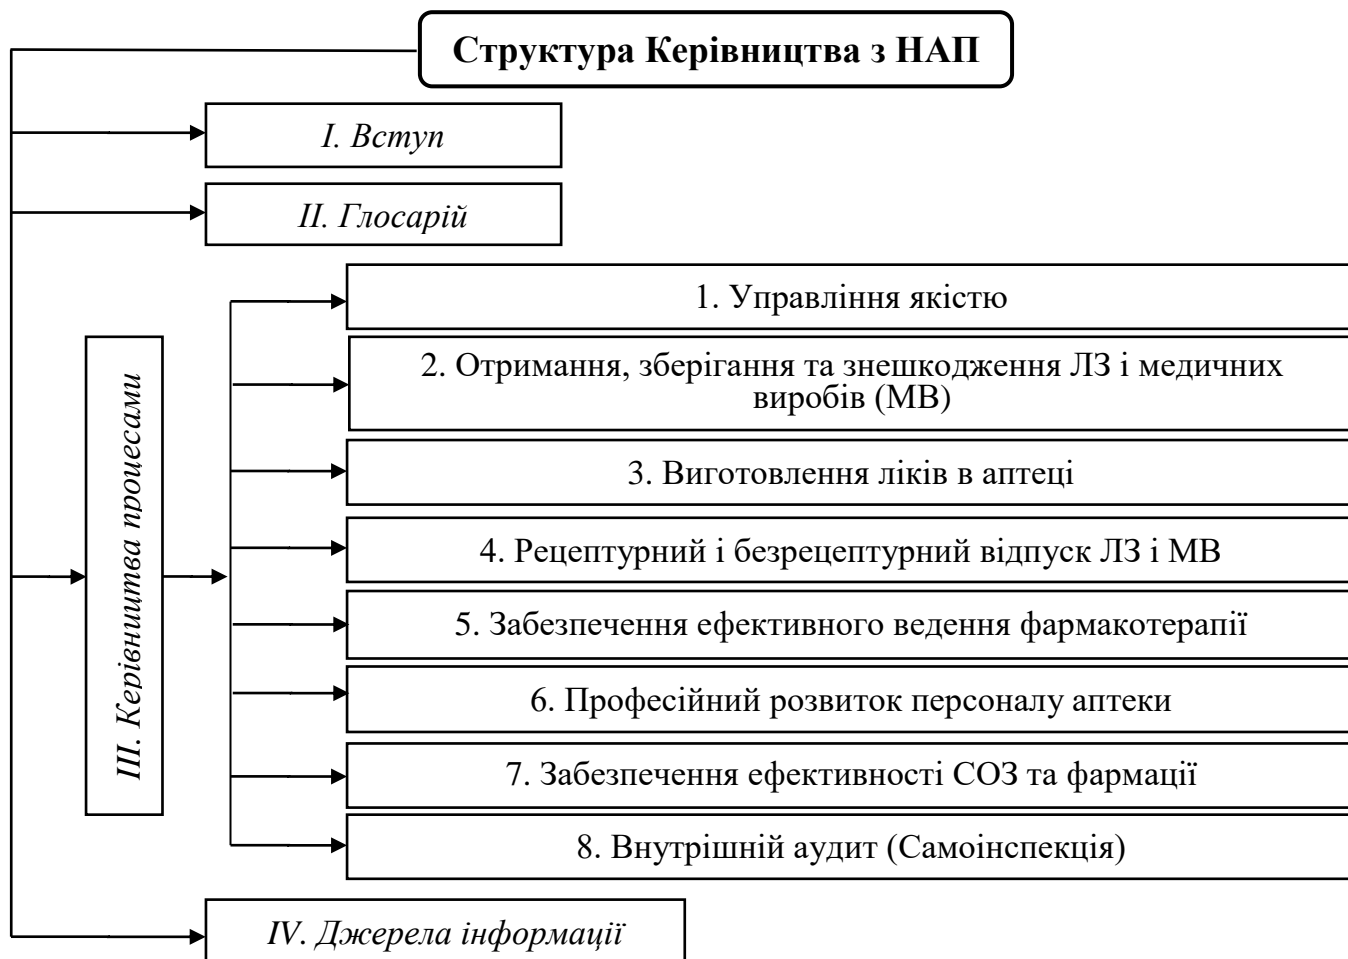 Структура Керівництва з НАП
I. Вступ
II. Глосарій
III. Керівництва процесами
1. Управління якістю
2. Отримання, зберігання та знешкодження ЛЗ і медичних
виробів (МВ)
3. Виготовлення ліків в аптеці
4. Рецептурний і безрецептурний відпуск ЛЗ і МВ
5. Забезпечення ефективного ведення фармакотерапії
6. Професійний розвиток персоналу аптеки
7. Забезпечення ефективності СОЗ та фармації
8. Внутрішній аудит (Самоінспекція)
IV. Джерела інформації